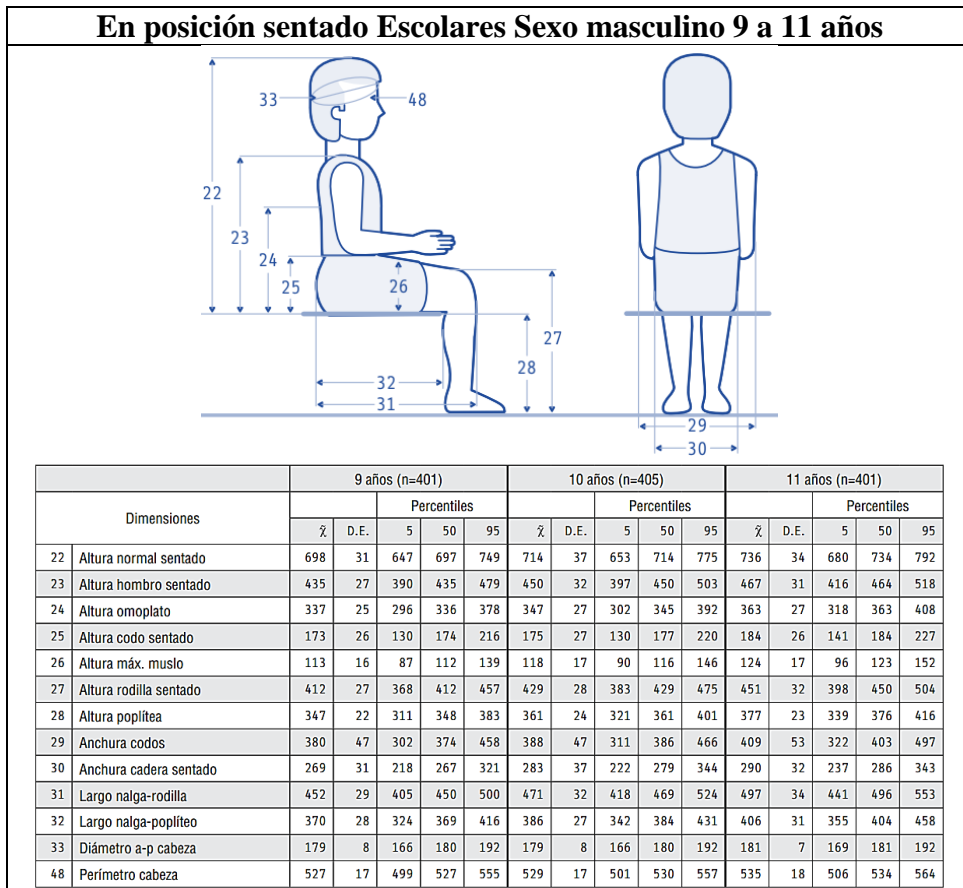 En posición sentado Escolares Sexo masculino 9 a 11 años
33 48
22
23
24
25 26
27
28
32
31
29
30
9 años (n=401) 10 años (n=405) 11 años (n=401)
Dimensiones Percentiles Percentiles Percentiles
x̃ D.E. 5 50 95 x̃ D.E. 5 50 95 x̃ D.E. 5 50 95
22 Altura normal sentado 698 31 647 697 749 714 37 653 714 775 736 34 680 734 792
23 Altura hombro sentado 435 27 390 435 479 450 32 397 450 503 467 31 416 464 518
24 Altura omoplato 337 25 296 336 378 347 27 302 345 392 363 27 318 363 408
25 Altura codo sentado 173 26 130 174 216 175 27 130 177 220 184 26 141 184 227
26 Altura máx. muslo 113 16 87 112 139 118 17 90 116 146 124 17 96 123 152
27 Altura rodilla sentado 412 27 368 412 457 429 28 383 429 475 451 32 398 450 504
28 Altura poplítea 347 22 311 348 383 361 24 321 361 401 377 23 339 376 416
29 Anchura codos 380 47 302 374 458 388 47 311 386 466 409 53 322 403 497
30 Anchura cadera sentado 269 31 218 267 321 283 37 222 279 344 290 32 237 286 343
31 Largo nalga-rodilla 452 29 405 450 500 471 32 418 469 524 497 34 441 496 553
32 Largo nalga-poplíteo 370 28 324 369 416 386 27 342 384 431 406 31 355 404 458
33 Diámetro a-p cabeza 179 8 166 180 192 179 8 166 180 192 181 7 169 181 192
48 Perímetro cabeza 527 17 499 527 555 529 17 501 530 557 535 18 506 534 564